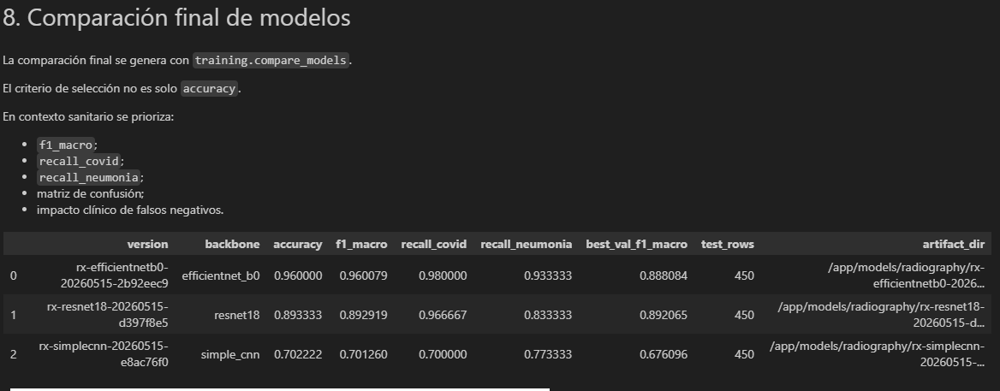 8. Comparación final de modelos
La comparación final se genera con training.compare_models.
El criterio de selección no es solo accuracy.
En contexto sanitario se prioriza:
• f1_macro;
• recall_covid;
• recall_neumonia;
• matriz de confusión;
• impacto clínico de falsos negativos.
version backbone accuracy f1_macro recall_covid recall_neumonia best_val_f1_macro test_rows artifact_dir
0 rx-efficientnetb0-20260515-2b92eec9 efficientnet_b0 0.960000 0.960079 0.980000 0.933333 0.888084 450 /app/models/radiography/rx-efficientnetb0-2026...
1 rx-resnet18-20260515-d397f8e5 resnet18 0.893333 0.892919 0.966667 0.833333 0.892065 450 /app/models/radiography/rx-resnet18-20260515-d...
2 rx-simplecnn-20260515-e8ac76f0 simple_cnn 0.702222 0.701260 0.700000 0.773333 0.676096 450 /app/models/radiography/rx-simplecnn-20260515-...